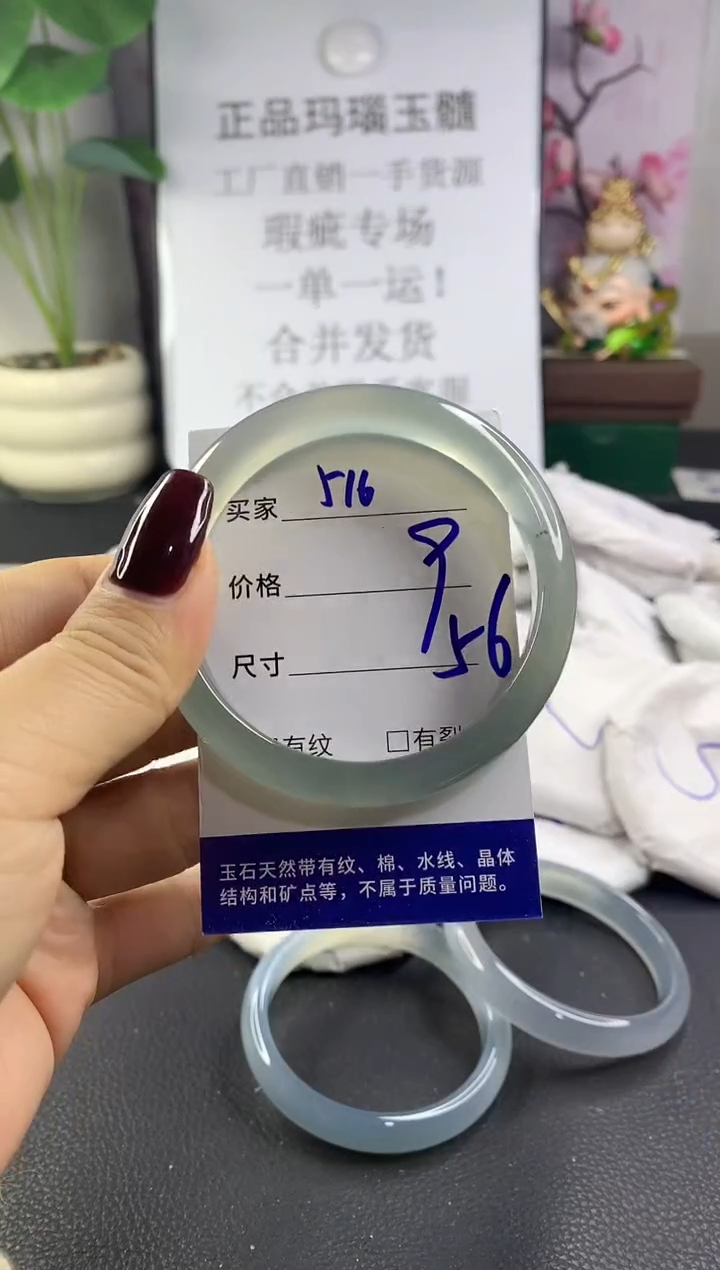 正品玛瑙玉髓
工厂直销一手货源
瑕疵专场
一单一运！
合并发货
买家 516
价格
尺寸 56
有纹 □有裂
玉石天然带有纹、棉、水线、晶体
结构和矿点等，不属于质量问题。